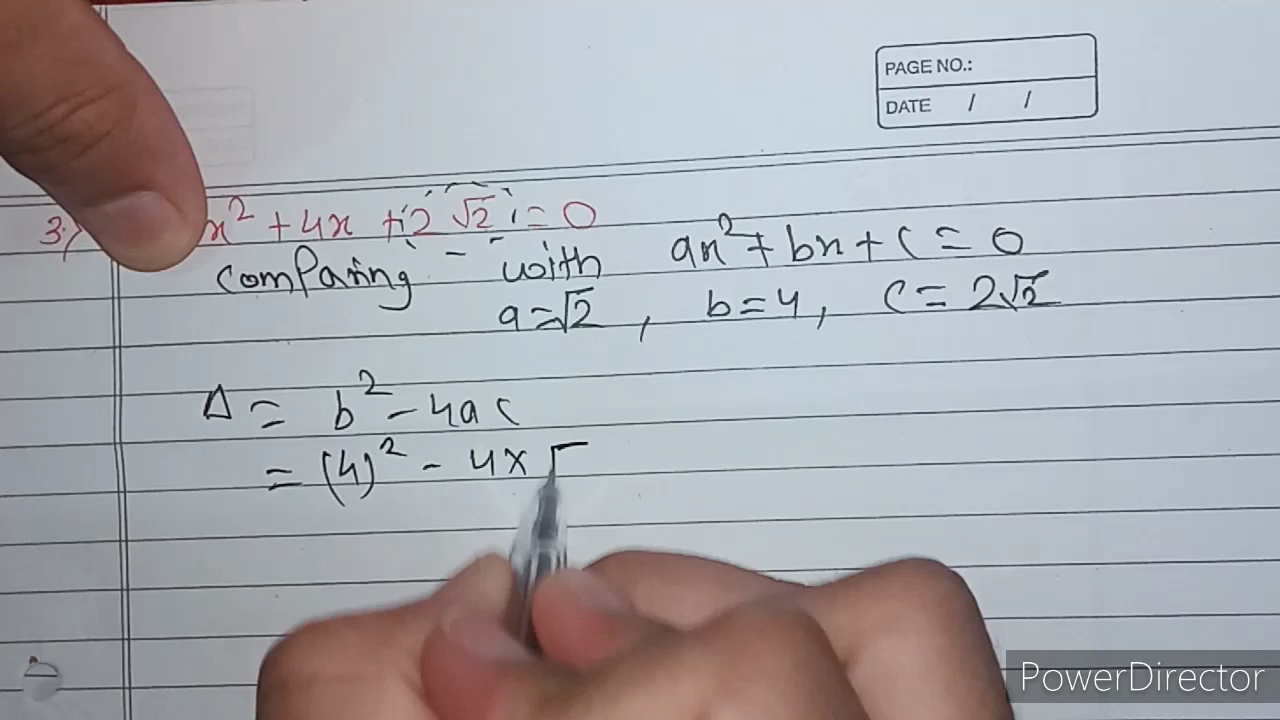 PAGE NO.:
DATE / /
3.) x² + 4x + 2√2 = 0
comparing with ax² + bx + c = 0
a = √2 , b = 4 , c = 2√2
Δ = b² - 4ac
= (4)² - 4 × √
PowerDirector